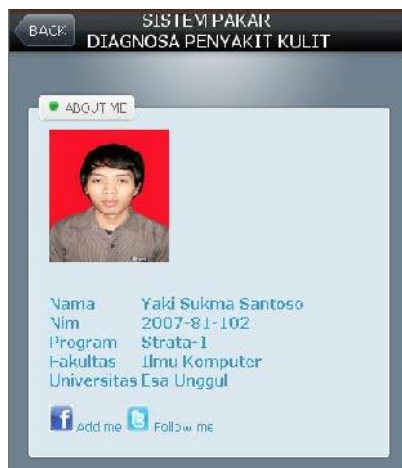 BACK
SISTEM PAKAR
DIAGNOSA PENYAKIT KULIT
ABOUT ME
Nama Yaki Sukma Santoso
Nim 2007-81-102
Program Strata-1
Fakultas Ilmu Komputer
Universitas Esa Unggul
f Add me t Follow me